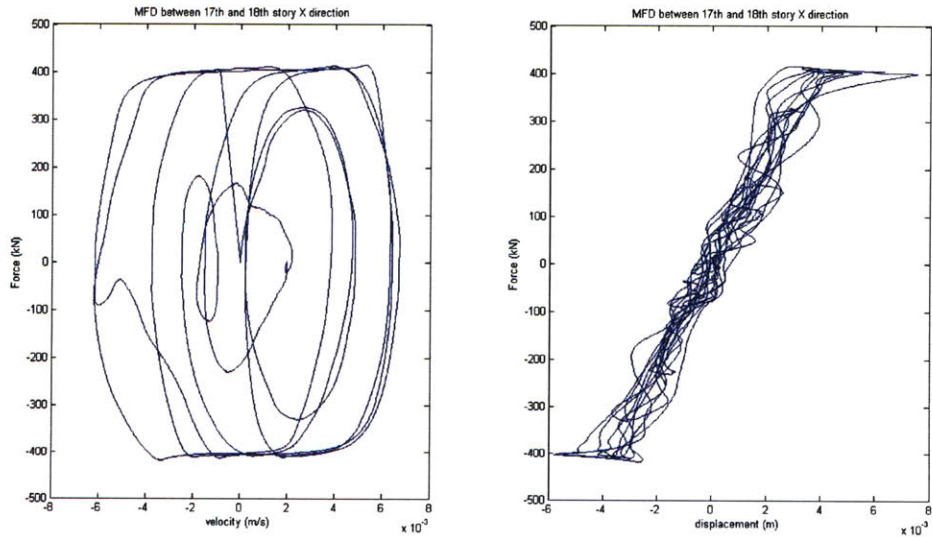 MFD between 17th and 18th story X direction
500
400
300
200
100
0
-100
-200
-300
-400
-500
Force (kN)
-8 -6 -4 -2 0 2 4 6 8
velocity (m/s)
x 10⁻³
MFD between 17th and 18th story X direction
500
400
300
200
100
0
-100
-200
-300
-400
-500
Force (kN)
-6 -4 -2 0 2 4 6 8
displacement (m)
x 10⁻³